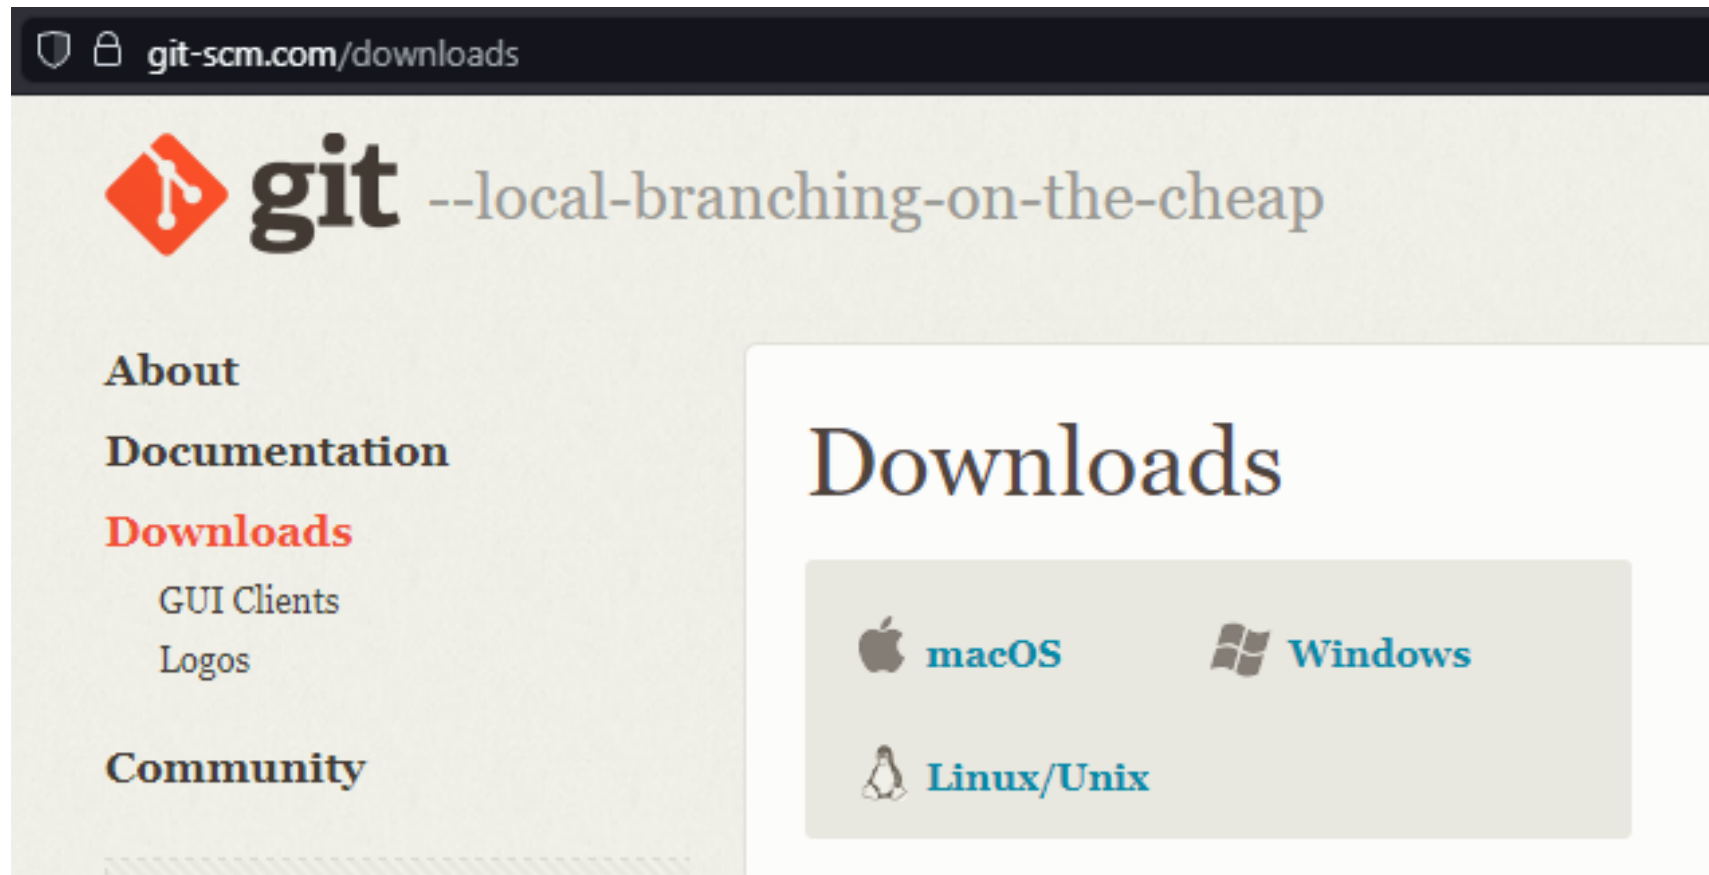 git-scm.com/downloads
git --local-branching-on-the-cheap
About
Documentation
Downloads
GUI Clients
Logos
Community
Downloads
macOS
Windows
Linux/Unix